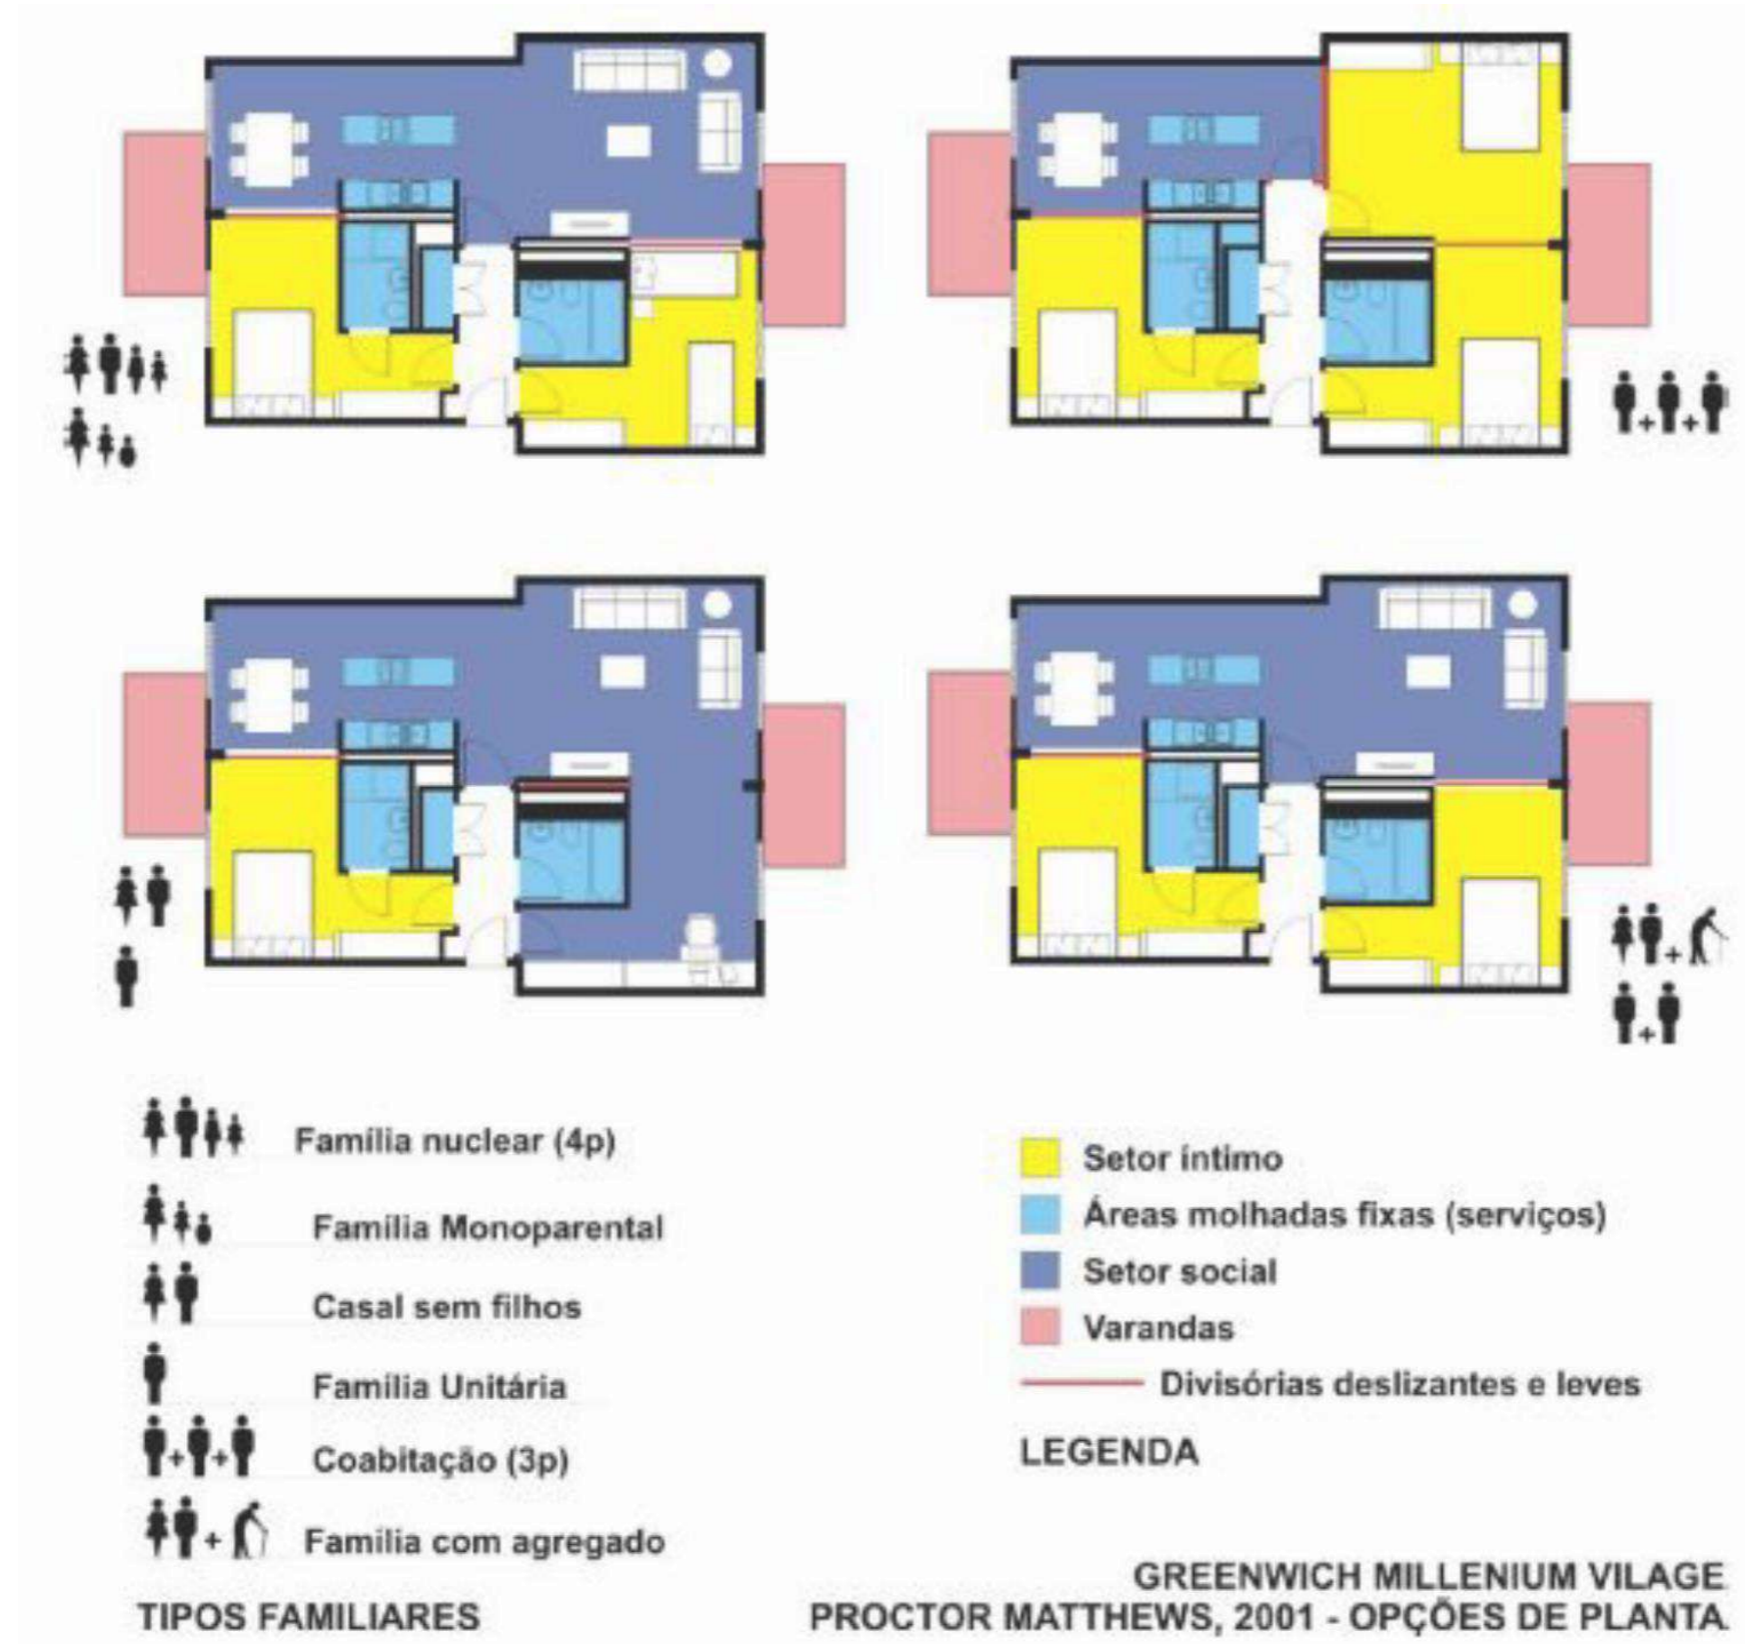 Família nuclear (4p)
Família Monoparental
Casal sem filhos
Família Unitária
Coabitação (3p)
Família com agregado
TIPOS FAMILIARES
Setor íntimo
Áreas molhadas fixas (serviços)
Setor social
Varandas
Divisórias deslizantes e leves
LEGENDA
GREENWICH MILLENIUM VILAGE
PROCTOR MATTHEWS, 2001 - OPÇÕES DE PLANTA